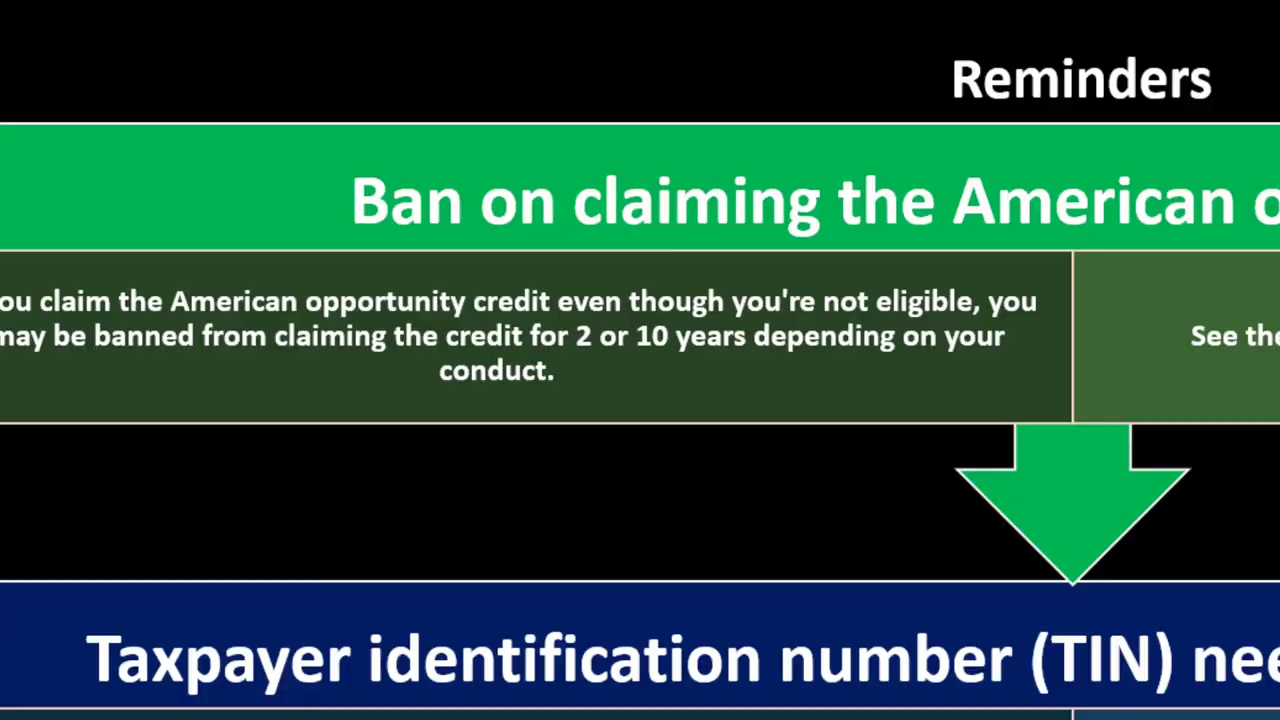 Reminders
Ban on claiming the American
ou claim the American opportunity credit even though you're not eligible, you
may be banned from claiming the credit for 2 or 10 years depending on your
conduct.
See the
Taxpayer identification number (TIN) nee